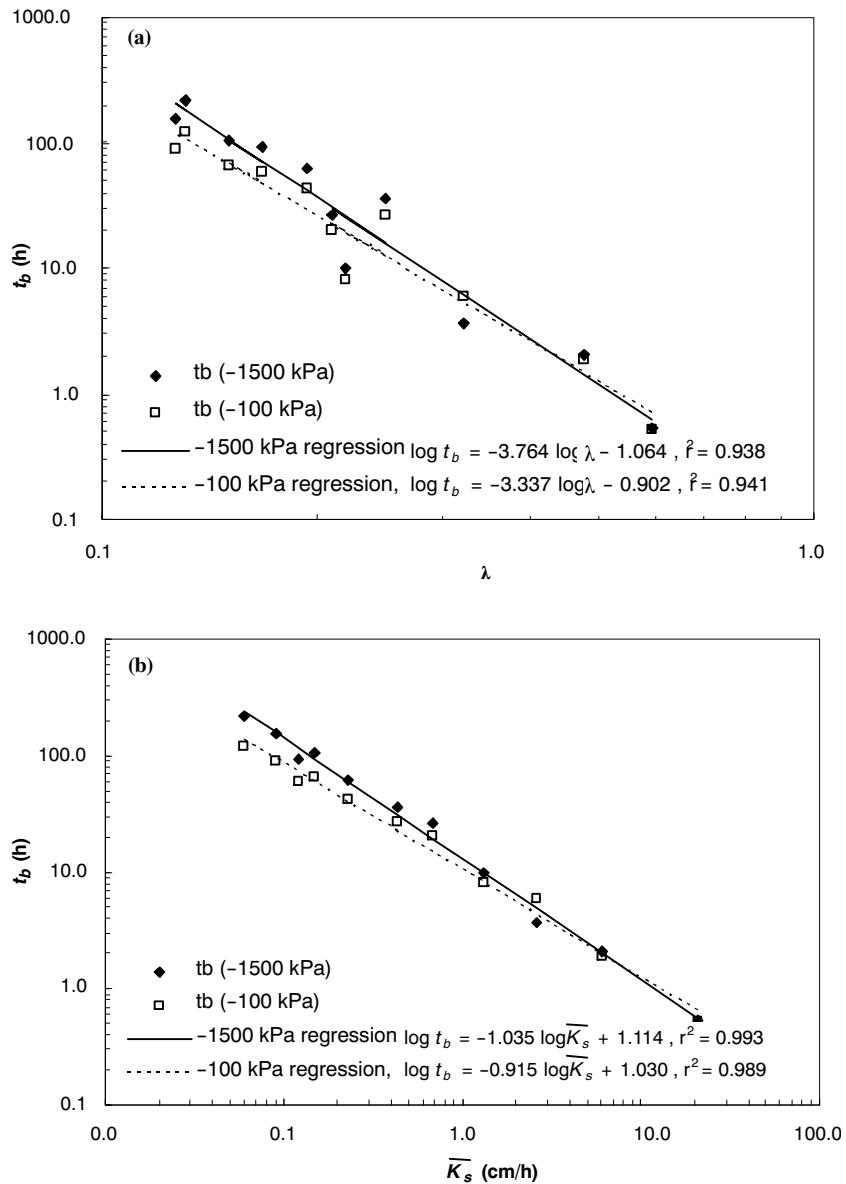 1000.0
(a)
100.0
10.0
1.0
0.1
t_b (h)
tb (−1500 kPa)
tb (−100 kPa)
−1500 kPa regression log t_b = −3.764 log λ − 1.064 , r² = 0.938
−100 kPa regression, log t_b = −3.337 logλ − 0.902 , r² = 0.941
0.1 1.0
λ
1000.0
(b)
100.0
10.0
1.0
0.1
t_b (h)
tb (−1500 kPa)
tb (−100 kPa)
−1500 kPa regression log t_b = −1.035 log K̅_s + 1.114 , r² = 0.993
−100 kPa regression, log t_b = −0.915 log K̅_s + 1.030 , r² = 0.989
0.0 0.1 1.0 10.0 100.0
K̅_s (cm/h)